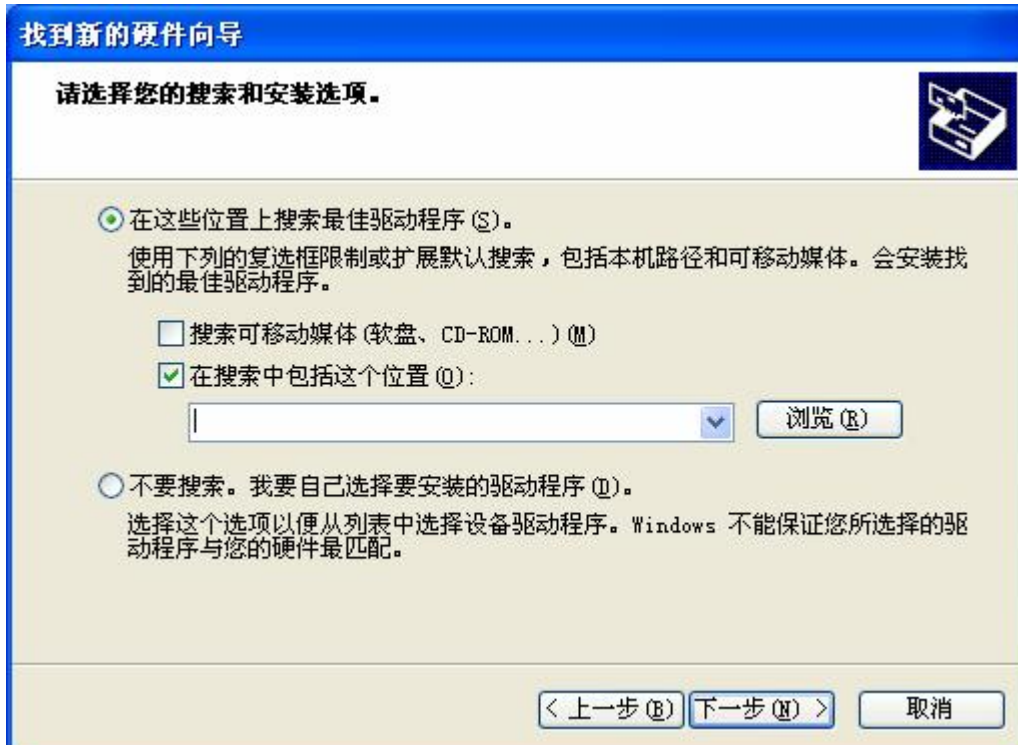 找到新的硬件向导
请选择您的搜索和安装选项。
在这些位置上搜索最佳驱动程序(S)。
使用下列的复选框限制或扩展默认搜索，包括本机路径和可移动媒体。会安装找
到的最佳驱动程序。
搜索可移动媒体(软盘、CD-ROM...)(M)
在搜索中包括这个位置(O):
浏览(R)
不要搜索。我要自己选择要安装的驱动程序(D)。
选择这个选项以便从列表中选择设备驱动程序。Windows 不能保证您所选择的驱
动程序与您的硬件最匹配。
< 上一步(B) 下一步(N) > 取消